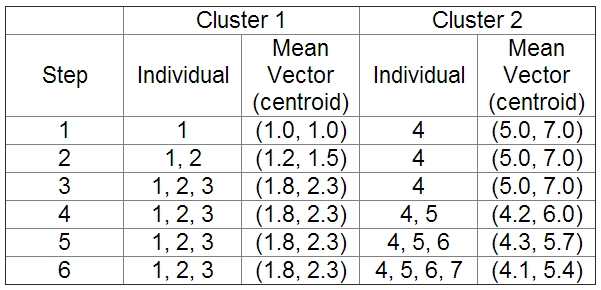 Cluster 1 Cluster 2
Step Individual Mean Vector (centroid) Individual Mean Vector (centroid)
1 1 (1.0, 1.0) 4 (5.0, 7.0)
2 1, 2 (1.2, 1.5) 4 (5.0, 7.0)
3 1, 2, 3 (1.8, 2.3) 4 (5.0, 7.0)
4 1, 2, 3 (1.8, 2.3) 4, 5 (4.2, 6.0)
5 1, 2, 3 (1.8, 2.3) 4, 5, 6 (4.3, 5.7)
6 1, 2, 3 (1.8, 2.3) 4, 5, 6, 7 (4.1, 5.4)